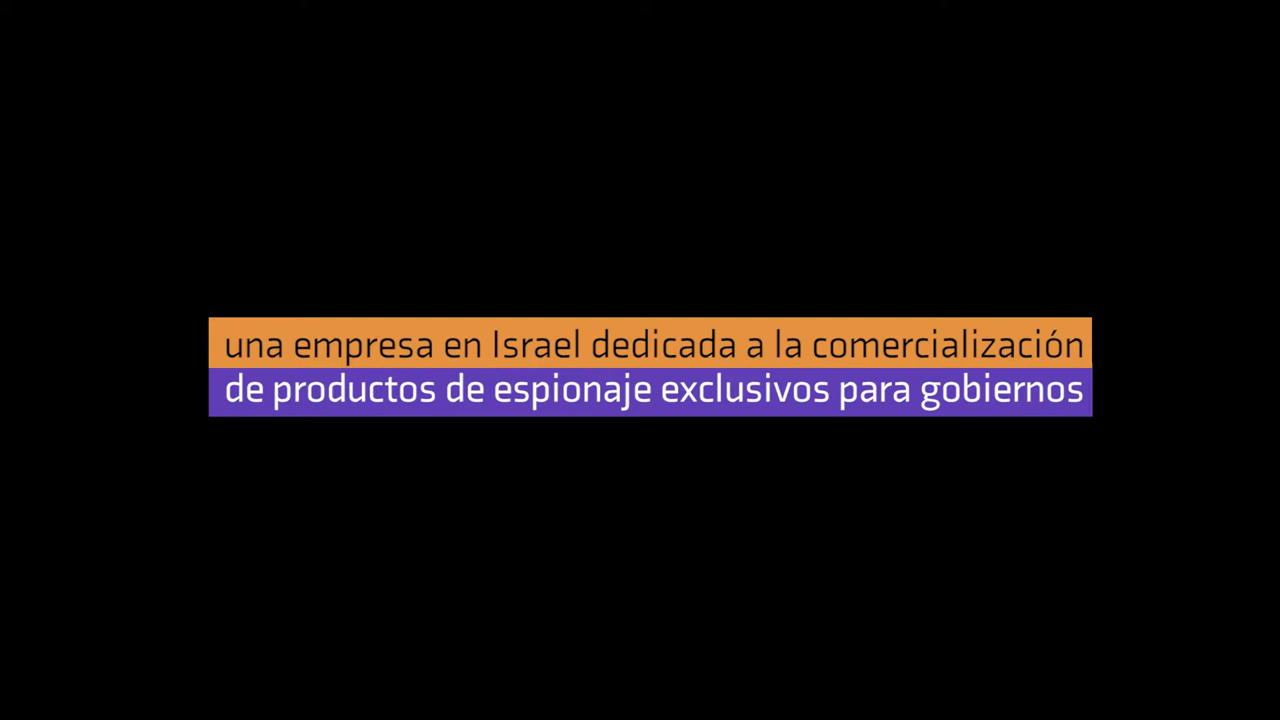 una empresa en Israel dedicada a la comercialización
de productos de espionaje exclusivos para gobiernos